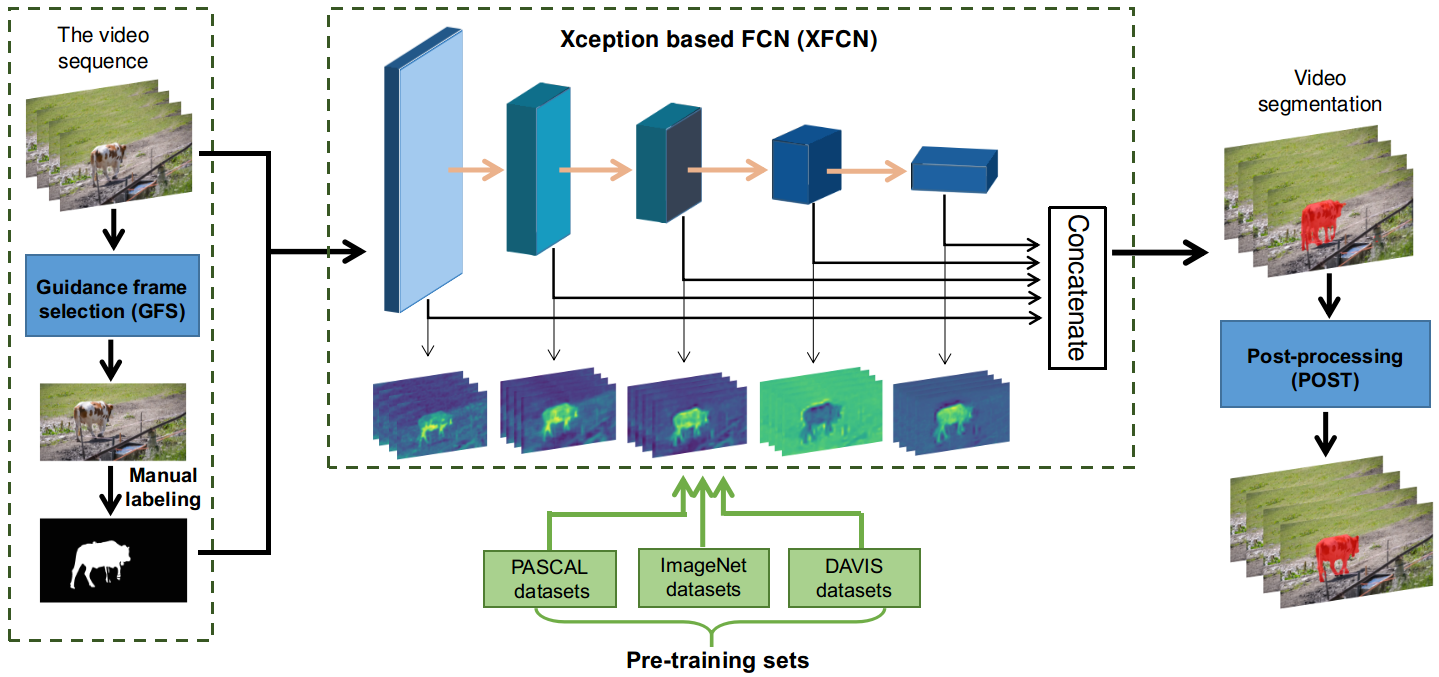 The video
sequence
Guidance frame
selection (GFS)
Manual
labeling
Xception based FCN (XFCN)
Concatenate
PASCAL
datasets
ImageNet
datasets
DAVIS
datasets
Pre-training sets
Video
segmentation
Post-processing
(POST)